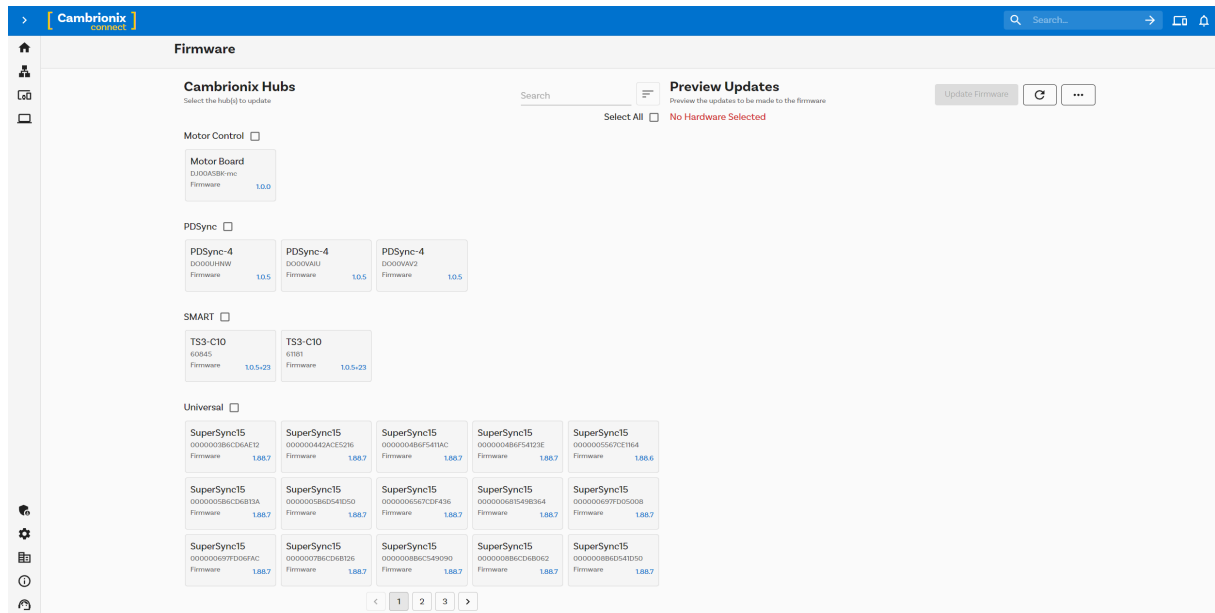 Cambrionix
connect
Search...
Firmware
Cambrionix Hubs
Select the hub(s) to update
Search
Select All
Preview Updates
Preview the updates to be made to the firmware
No Hardware Selected
Update Firmware
Motor Control
Motor Board
DJ00ASBK-mc
Firmware 1.0.0
PDSync
PDSync-4 PDSync-4 PDSync-4
DO00UHNW DO00VAIU DO00VAV2
Firmware 1.0.5 Firmware 1.0.5 Firmware 1.0.5
SMART
TS3-C10 TS3-C10
60845 61181
Firmware 1.0.5+23 Firmware 1.0.5+23
Universal
SuperSync15 SuperSync15 SuperSync15 SuperSync15 SuperSync15
0000003B6CD6AE12 000000442ACE5216 0000004B6F5411AC 0000004B6F54123E 0000005567CE1164
Firmware 1.88.7 Firmware 1.88.7 Firmware 1.88.7 Firmware 1.88.7 Firmware 1.88.6
SuperSync15 SuperSync15 SuperSync15 SuperSync15 SuperSync15
0000005B6CD6B13A 0000005B6D541D50 0000006567CDF436 000000681549B364 000000697FD05008
Firmware 1.88.7 Firmware 1.88.7 Firmware 1.88.7 Firmware 1.88.7 Firmware 1.88.7
SuperSync15 SuperSync15 SuperSync15 SuperSync15 SuperSync15
000000697FD06FAC 0000007B6CD6B126 0000008B6C549090 0000008B6CD6B062 0000008B6D541D50
Firmware 1.88.7 Firmware 1.88.7 Firmware 1.88.7 Firmware 1.88.7 Firmware 1.88.7
1 2 3